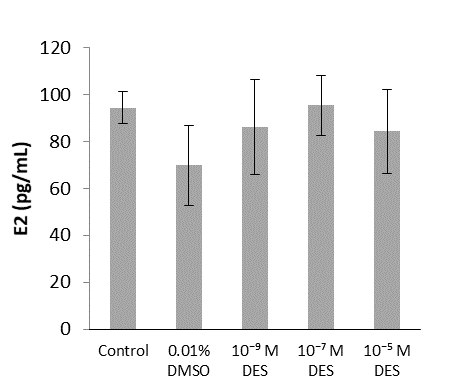 120
100
80
60
40
20
0
E2 (pg/mL)
Control
0.01%
DMSO
10⁻⁹ M
DES
10⁻⁷ M
DES
10⁻⁵ M
DES